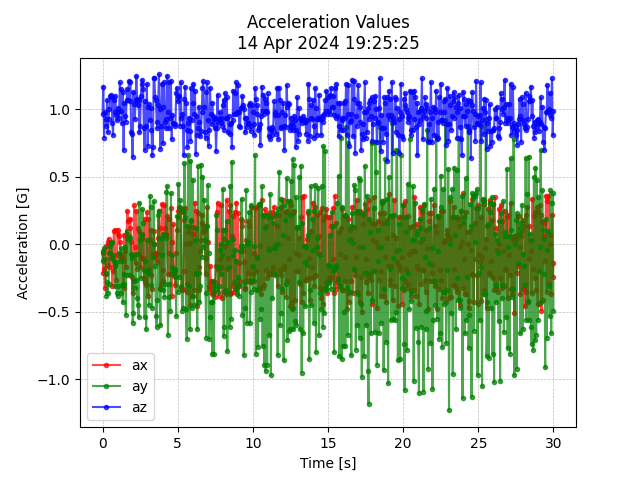 Acceleration Values
14 Apr 2024 19:25:25
Acceleration [G]
1.0
0.5
0.0
−0.5
−1.0
ax
ay
az
0 5 10 15 20 25 30
Time [s]